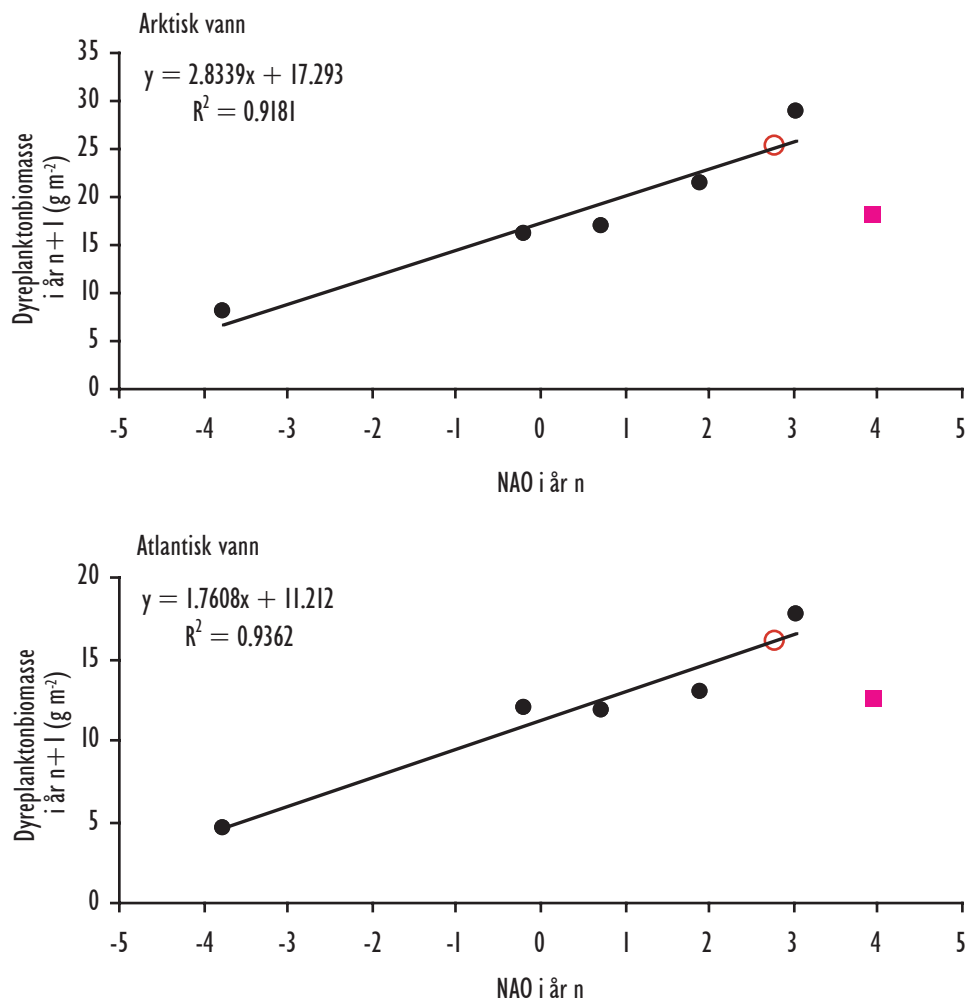 Arktisk vann
y = 2.8339x + 17.293
R² = 0.9181
Dyreplanktonbiomasse
i år n+1 (g m⁻²)
35
30
25
20
15
10
5
0
-5 -4 -3 -2 -1 0 1 2 3 4 5
NAO i år n
Atlantisk vann
y = 1.7608x + 11.212
R² = 0.9362
Dyreplanktonbiomasse
i år n+1 (g m⁻²)
20
15
10
5
0
-5 -4 -3 -2 -1 0 1 2 3 4 5
NAO i år n